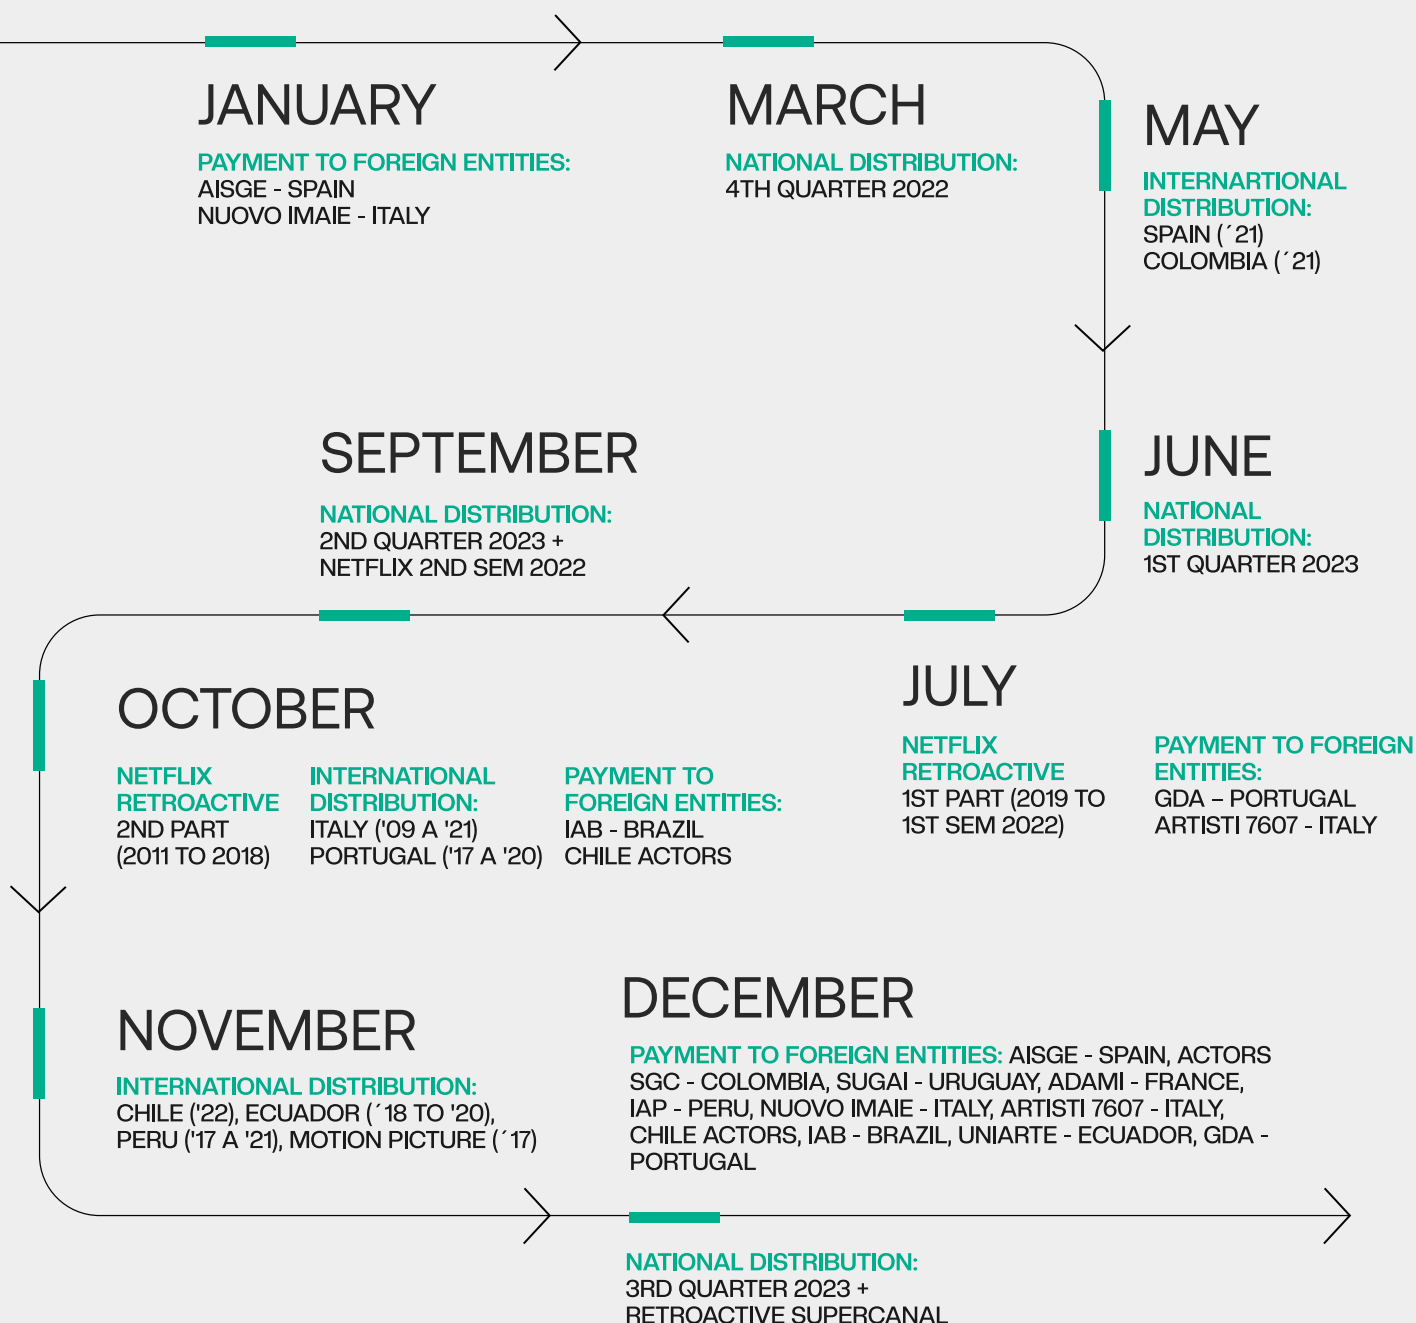 JANUARY
PAYMENT TO FOREIGN ENTITIES:
AISGE - SPAIN
NUOVO IMAIE - ITALY
MARCH
NATIONAL DISTRIBUTION:
4TH QUARTER 2022
MAY
INTERNARTIONAL
DISTRIBUTION:
SPAIN (´21)
COLOMBIA (´21)
JUNE
NATIONAL
DISTRIBUTION:
1ST QUARTER 2023
JULY
NETFLIX
RETROACTIVE
1ST PART (2019 TO
1ST SEM 2022)
PAYMENT TO FOREIGN
ENTITIES:
GDA – PORTUGAL
ARTISTI 7607 - ITALY
SEPTEMBER
NATIONAL DISTRIBUTION:
2ND QUARTER 2023 +
NETFLIX 2ND SEM 2022
OCTOBER
NETFLIX
RETROACTIVE
2ND PART
(2011 TO 2018)
INTERNATIONAL
DISTRIBUTION:
ITALY ('09 A '21)
PORTUGAL ('17 A '20)
PAYMENT TO
FOREIGN ENTITIES:
IAB - BRAZIL
CHILE ACTORS
NOVEMBER
INTERNATIONAL DISTRIBUTION:
CHILE ('22), ECUADOR (´18 TO '20),
PERU ('17 A '21), MOTION PICTURE (´17)
DECEMBER
PAYMENT TO FOREIGN ENTITIES: AISGE - SPAIN, ACTORS
SGC - COLOMBIA, SUGAI - URUGUAY, ADAMI - FRANCE,
IAP - PERU, NUOVO IMAIE - ITALY, ARTISTI 7607 - ITALY,
CHILE ACTORS, IAB - BRAZIL, UNIARTE - ECUADOR, GDA -
PORTUGAL
NATIONAL DISTRIBUTION:
3RD QUARTER 2023 +
RETROACTIVE SUPERCANAL